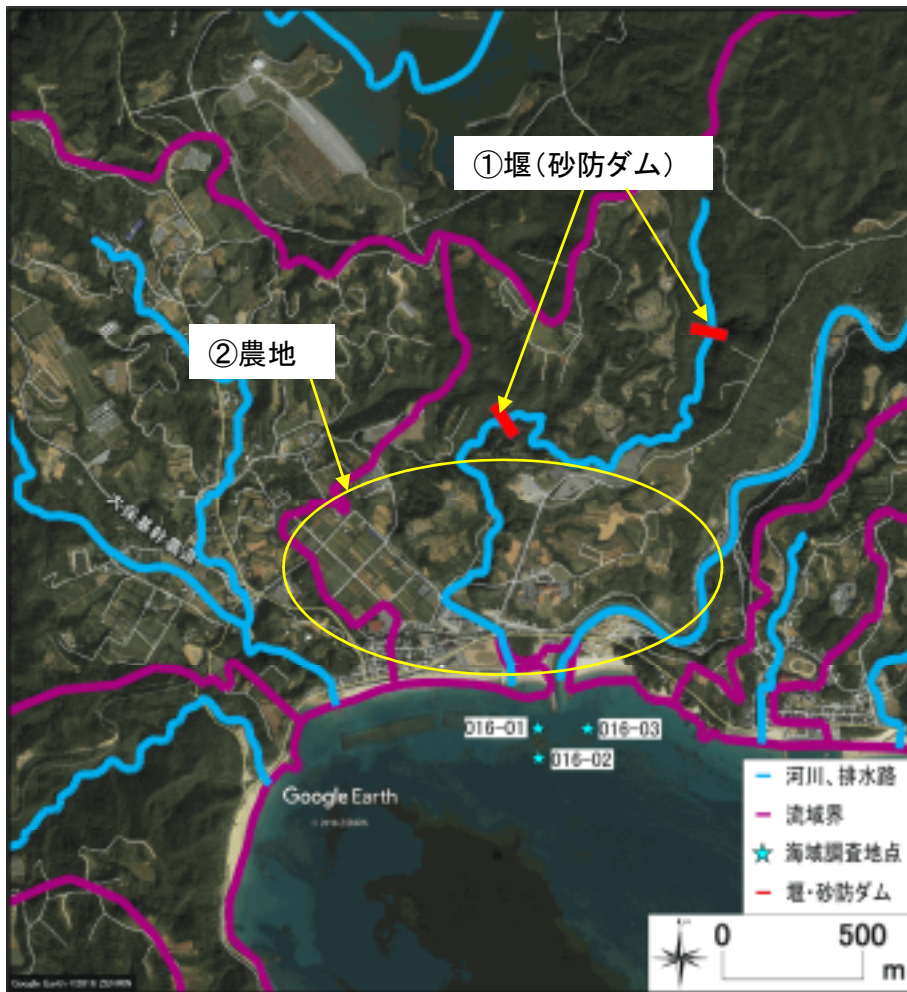 ①堰(砂防ダム)
②農地
016-01
016-03
016-02
Google Earth
河川、排水路
流域界
海域調査地点
堰・砂防ダム
0 500
m